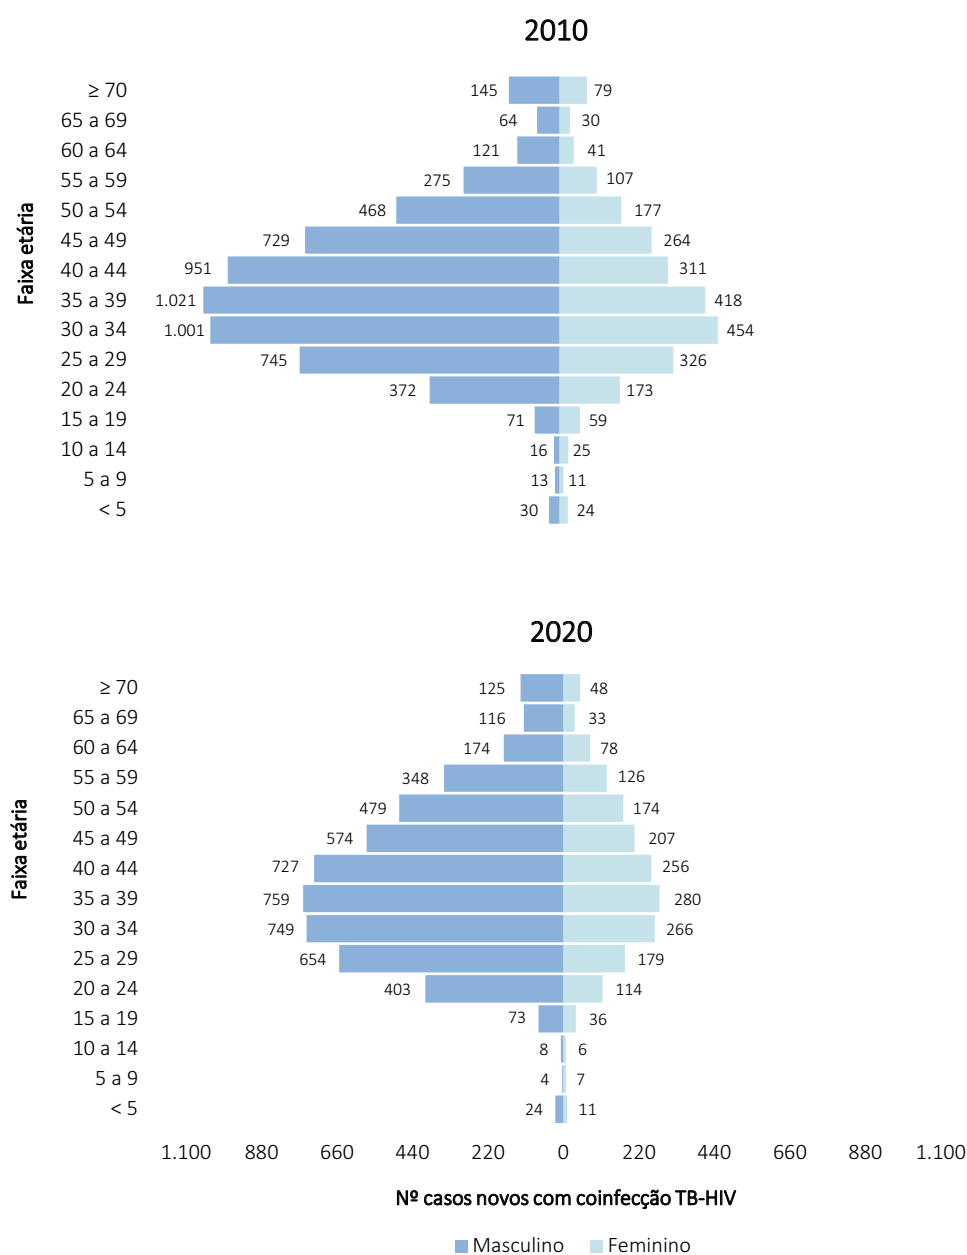 2010
Faixa etária
≥ 70 145 79
65 a 69 64 30
60 a 64 121 41
55 a 59 275 107
50 a 54 468 177
45 a 49 729 264
40 a 44 951 311
35 a 39 1.021 418
30 a 34 1.001 454
25 a 29 745 326
20 a 24 372 173
15 a 19 71 59
10 a 14 16 25
5 a 9 13 11
< 5 30 24
2020
Faixa etária
≥ 70 125 48
65 a 69 116 33
60 a 64 174 78
55 a 59 348 126
50 a 54 479 174
45 a 49 574 207
40 a 44 727 256
35 a 39 759 280
30 a 34 749 266
25 a 29 654 179
20 a 24 403 114
15 a 19 73 36
10 a 14 8 6
5 a 9 4 7
< 5 24 11
1.100 880 660 440 220 0 220 440 660 880 1.100
Nº casos novos com coinfecção TB-HIV
Masculino Feminino